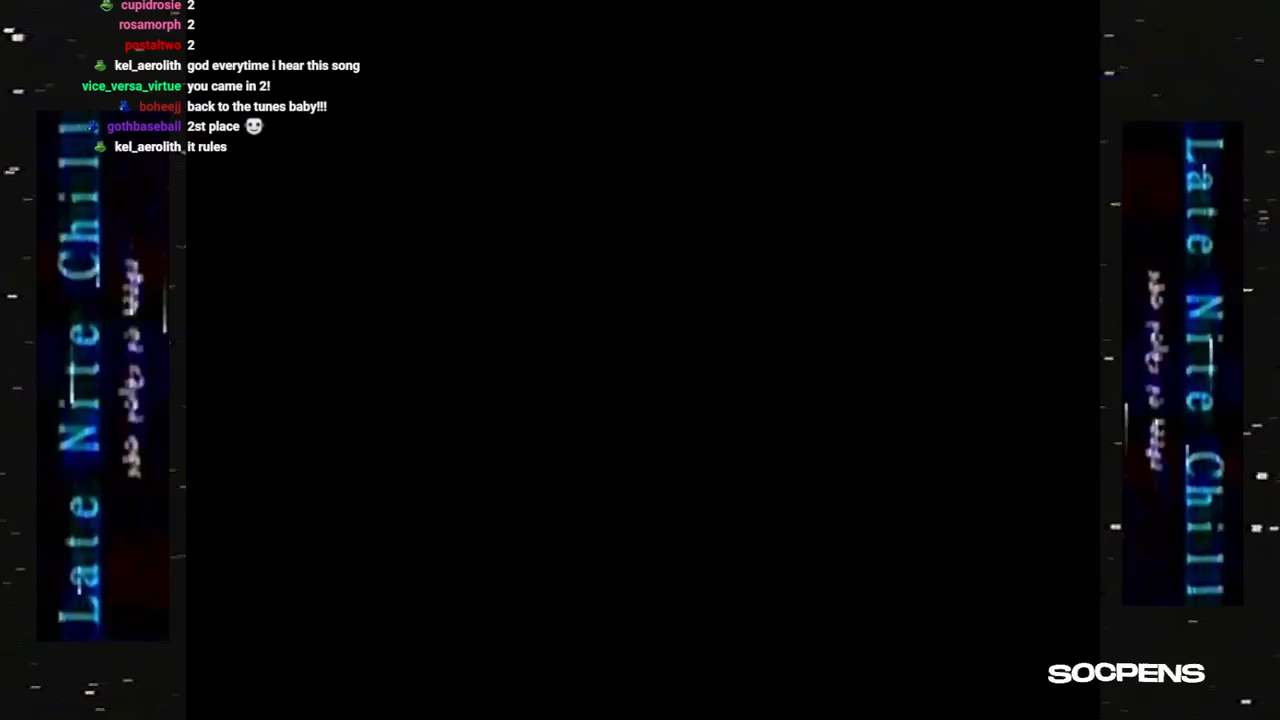 cupidrosie 2
rosamorph 2
postaltwo 2
kel_aerolith god everytime i hear this song
vice_versa_virtue you came in 2!
boheejj back to the tunes baby!!!
gothbaseball 2st place
kel_aerolith it rules
Late Nite Chill
Late Nite Chill
SOCPENS